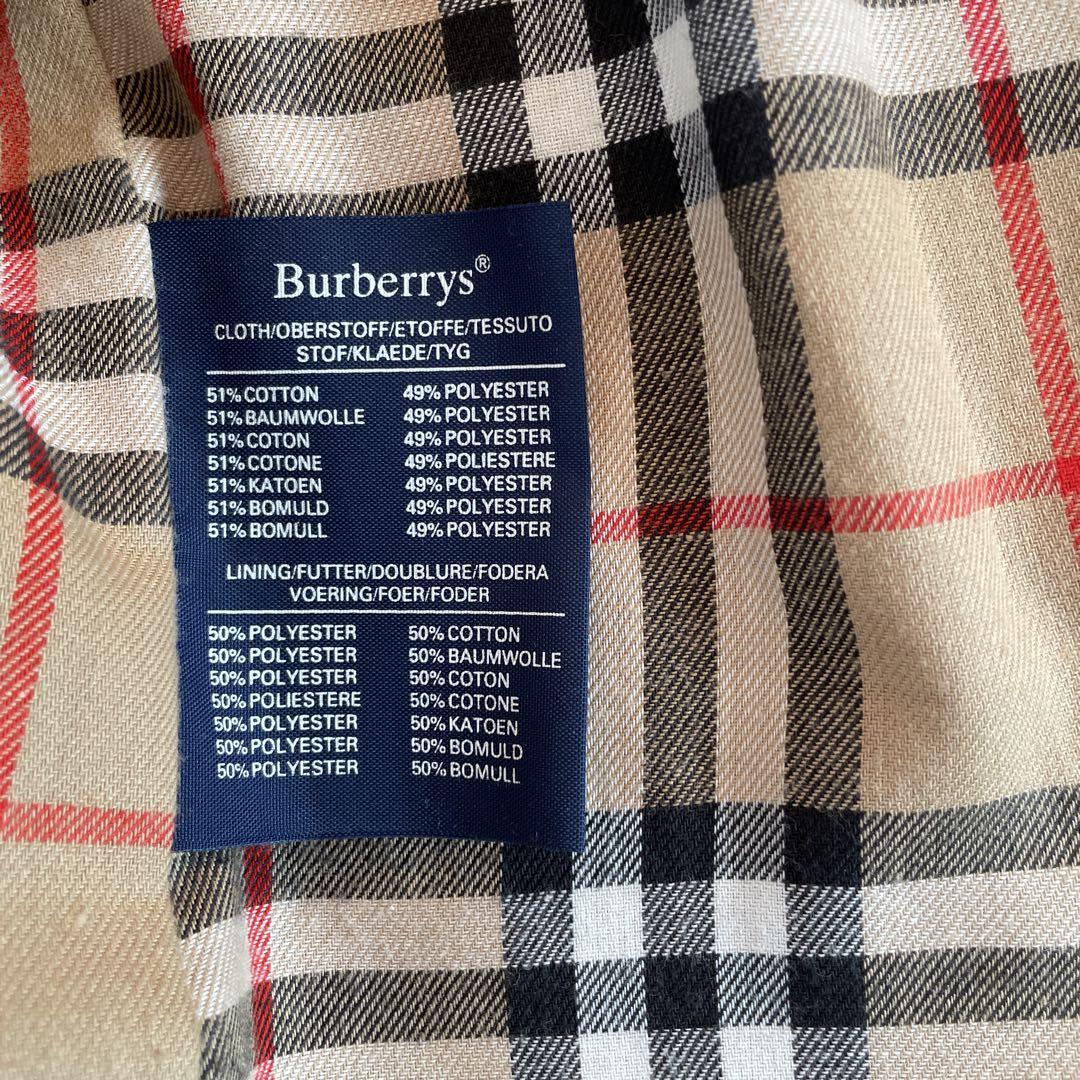 Burberrys®
CLOTH/OBERSTOFF/ETOFFE/TESSUTO
STOF/KLAEDE/TYG
51% COTTON 49% POLYESTER
51% BAUMWOLLE 49% POLYESTER
51% COTON 49% POLYESTER
51% COTONE 49% POLIESTERE
51% KATOEN 49% POLYESTER
51% BOMULD 49% POLYESTER
51% BOMULL 49% POLYESTER
LINING/FUTTER/DOUBLURE/FODERA
VOERING/FOER/FODER
50% POLYESTER 50% COTTON
50% POLYESTER 50% BAUMWOLLE
50% POLYESTER 50% COTON
50% POLIESTERE 50% COTONE
50% POLYESTER 50% KATOEN
50% POLYESTER 50% BOMULD
50% POLYESTER 50% BOMULL